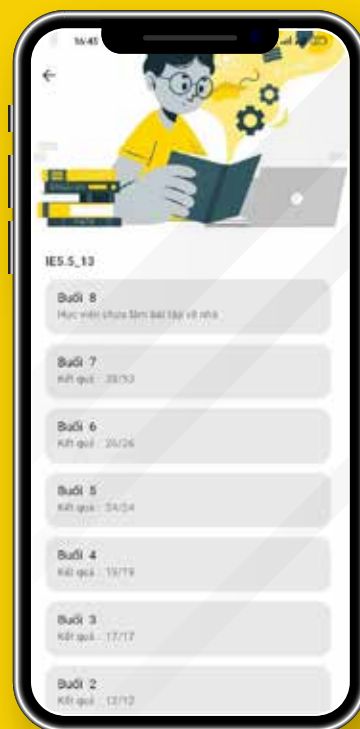 16:45
IE5.5_13
Buổi 8
Học viên chưa làm bài tập về nhà
Buổi 7
Kết quả :
Buổi 6
Kết quả : 26/26
Buổi 5
Kết quả : 24/24
Buổi 4
Kết quả : 19/19
Buổi 3
Kết quả : 17/17
Buổi 2
Kết quả : 12/12